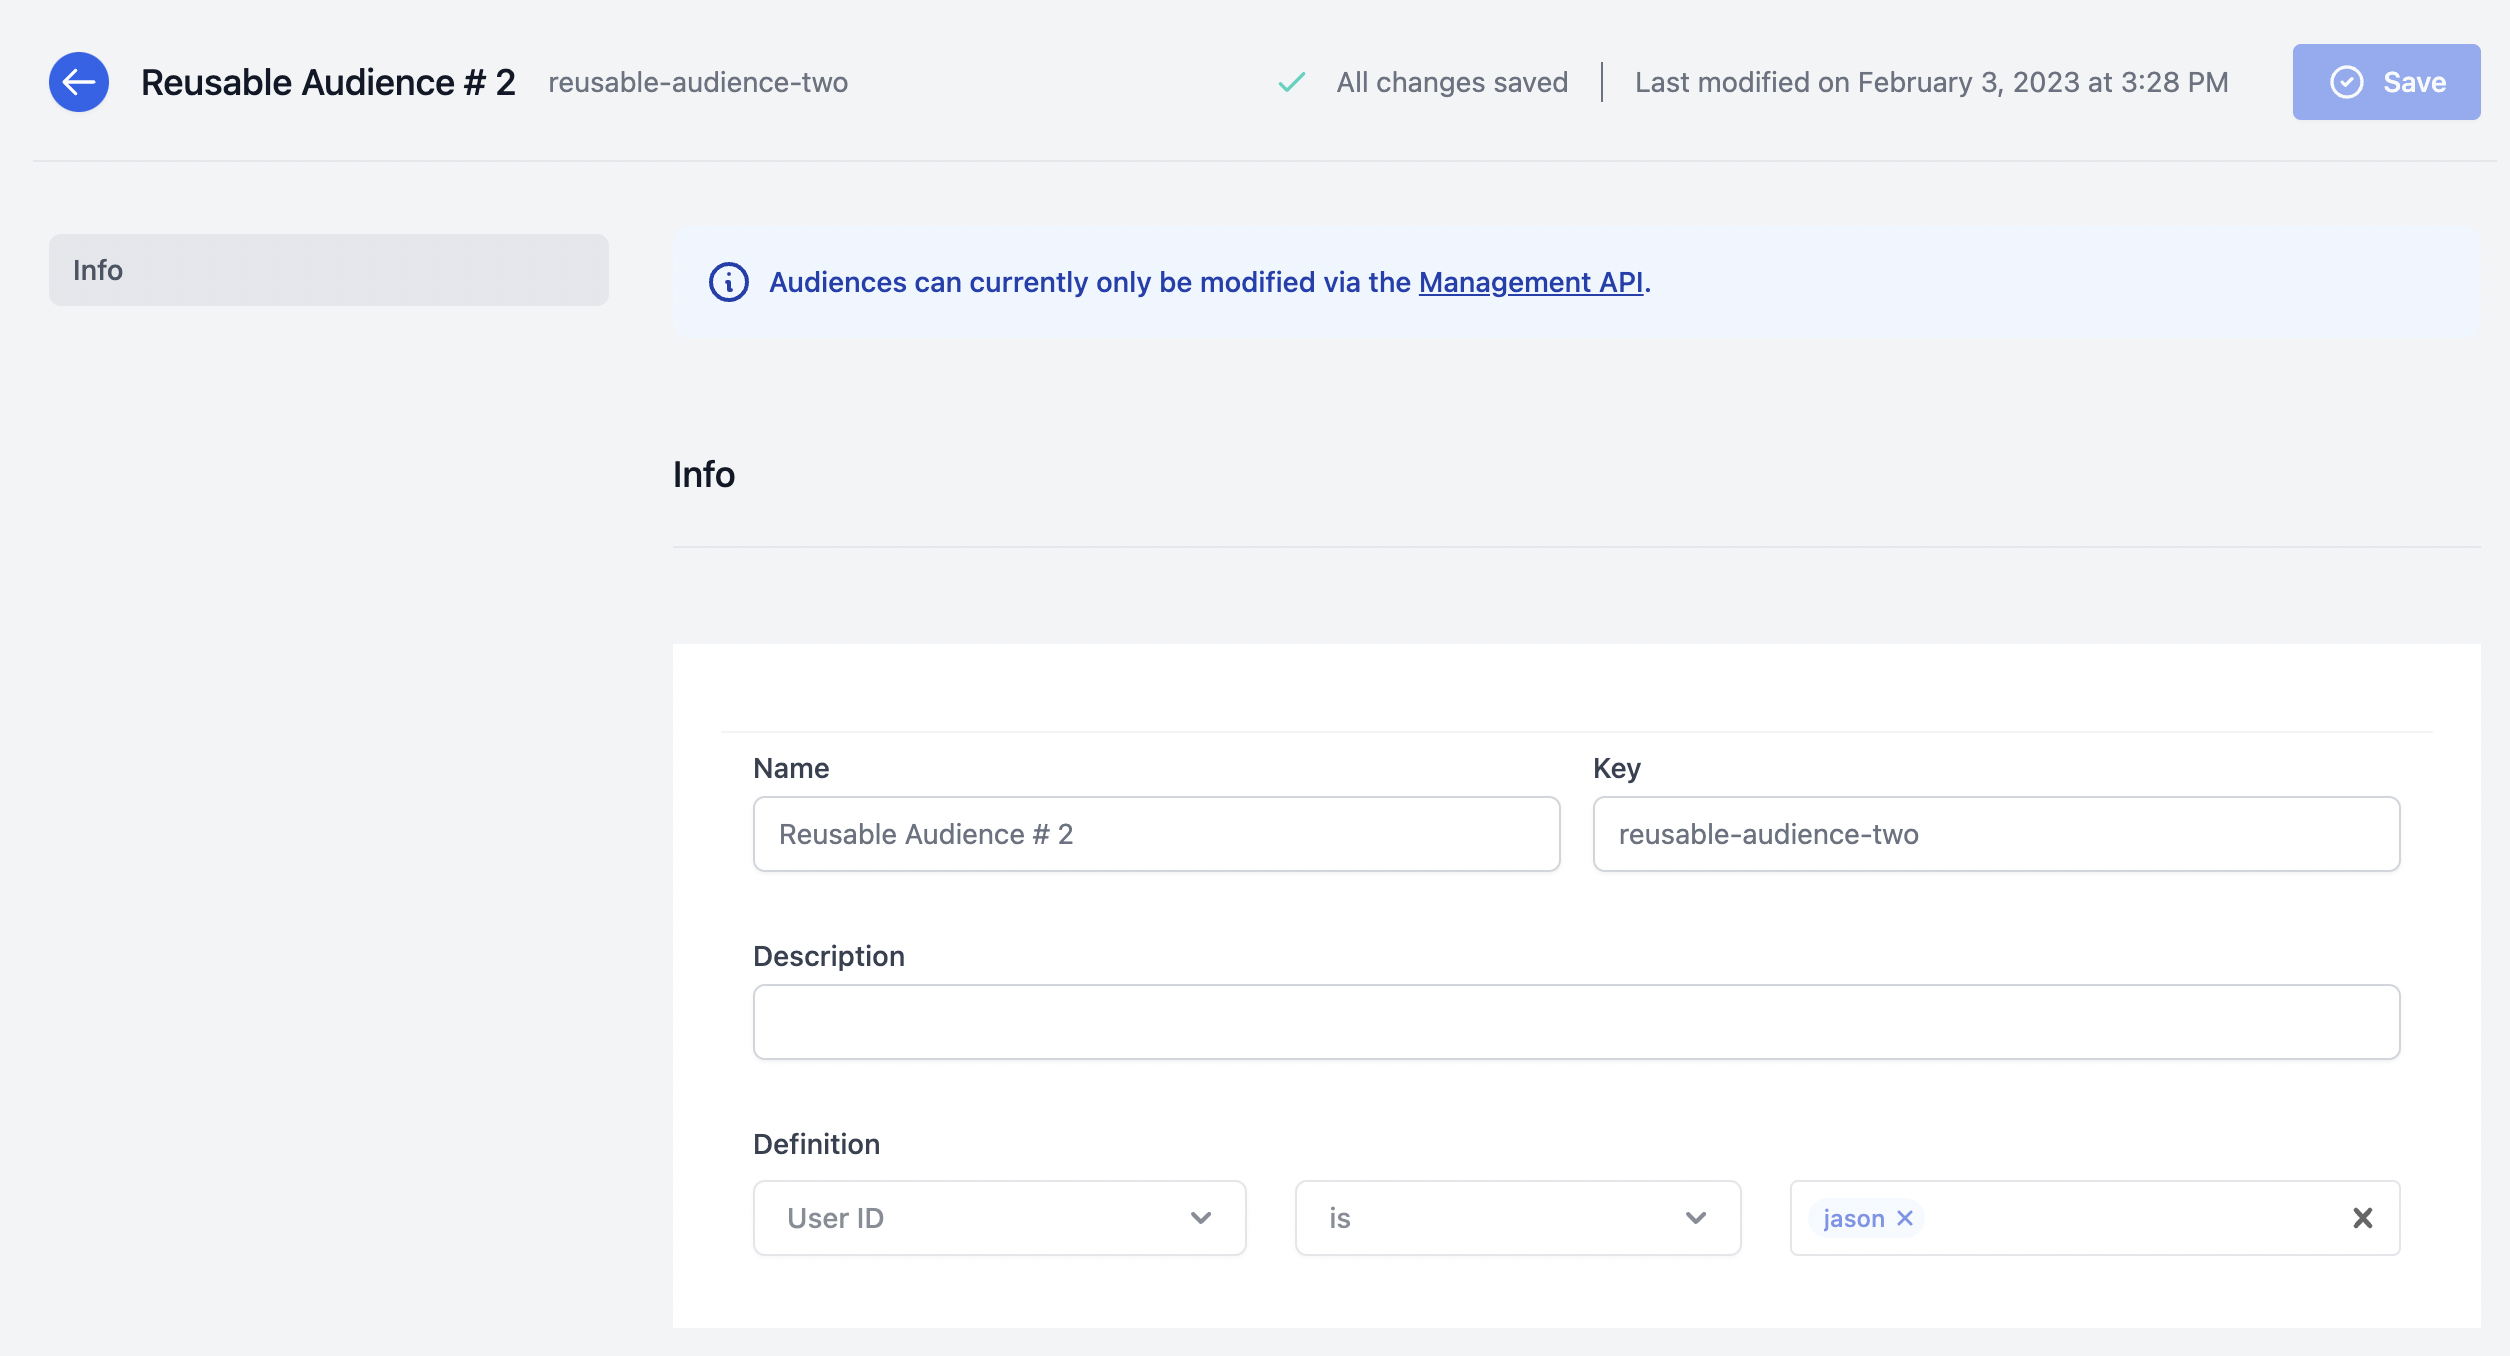 Reusable Audience # 2 reusable-audience-two All changes saved Last modified on February 3, 2023 at 3:28 PM Save
Info
Audiences can currently only be modified via the Management API.
Info
Name Key
Reusable Audience # 2 reusable-audience-two
Description
Definition
User ID is jason